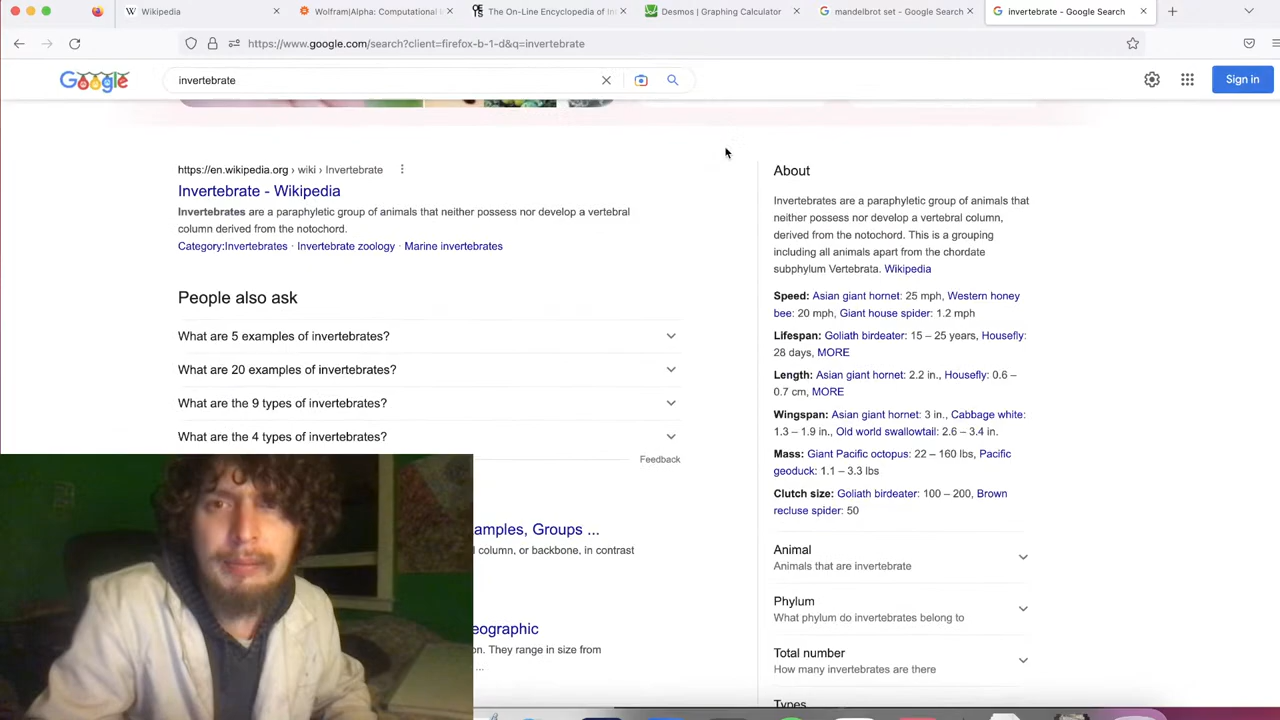 Wikipedia
Wolfram|Alpha: Computational I
The On-Line Encyclopedia of In
Desmos | Graphing Calculator
mandelbrot set - Google Search
invertebrate - Google Search
https://www.google.com/search?client=firefox-b-1-d&q=invertebrate
Google
invertebrate
Sign in
https://en.wikipedia.org › wiki › Invertebrate
Invertebrate - Wikipedia
Invertebrates are a paraphyletic group of animals that neither possess nor develop a vertebral
column derived from the notochord.
Category:Invertebrates · Invertebrate zoology · Marine invertebrates
People also ask
What are 5 examples of invertebrates?
What are 20 examples of invertebrates?
What are the 9 types of invertebrates?
What are the 4 types of invertebrates?
Feedback
amples, Groups ...
l column, or backbone, in contrast
eographic
on. They range in size from
...
About
Invertebrates are a paraphyletic group of animals that
neither possess nor develop a vertebral column,
derived from the notochord. This is a grouping
including all animals apart from the chordate
subphylum Vertebrata. Wikipedia
Speed: Asian giant hornet: 25 mph, Western honey
bee: 20 mph, Giant house spider: 1.2 mph
Lifespan: Goliath birdeater: 15 – 25 years, Housefly:
28 days, MORE
Length: Asian giant hornet: 2.2 in., Housefly: 0.6 –
0.7 cm, MORE
Wingspan: Asian giant hornet: 3 in., Cabbage white:
1.3 – 1.9 in., Old world swallowtail: 2.6 – 3.4 in.
Mass: Giant Pacific octopus: 22 – 160 lbs, Pacific
geoduck: 1.1 – 3.3 lbs
Clutch size: Goliath birdeater: 100 – 200, Brown
recluse spider: 50
Animal
Animals that are invertebrate
Phylum
What phylum do invertebrates belong to
Total number
How many invertebrates are there
Types